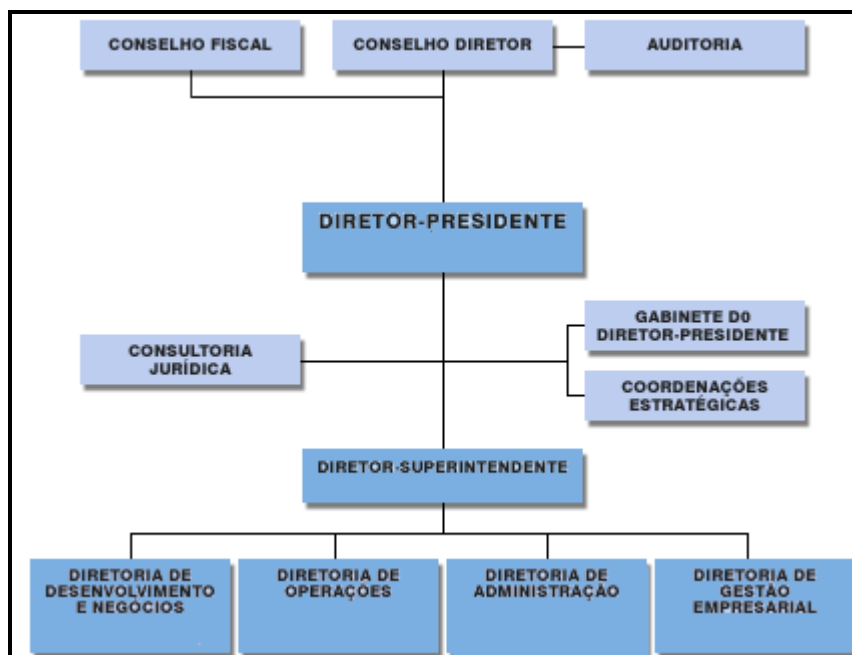 CONSELHO FISCAL
CONSELHO DIRETOR
AUDITORIA
DIRETOR-PRESIDENTE
GABINETE D0
DIRETOR-PRESIDENTE
CONSULTORIA
JURÍDICA
COORDENAÇÕES
ESTRATÉGICAS
DIRETOR-SUPERINTENDENTE
DIRETORIA DE
DESENVOLVIMENTO
E NEGÓCIOS
DIRETORIA DE
OPERAÇÕES
DIRETORIA DE
ADMINISTRAÇÃO
DIRETORIA DE
GESTÃO
EMPRESARIAL